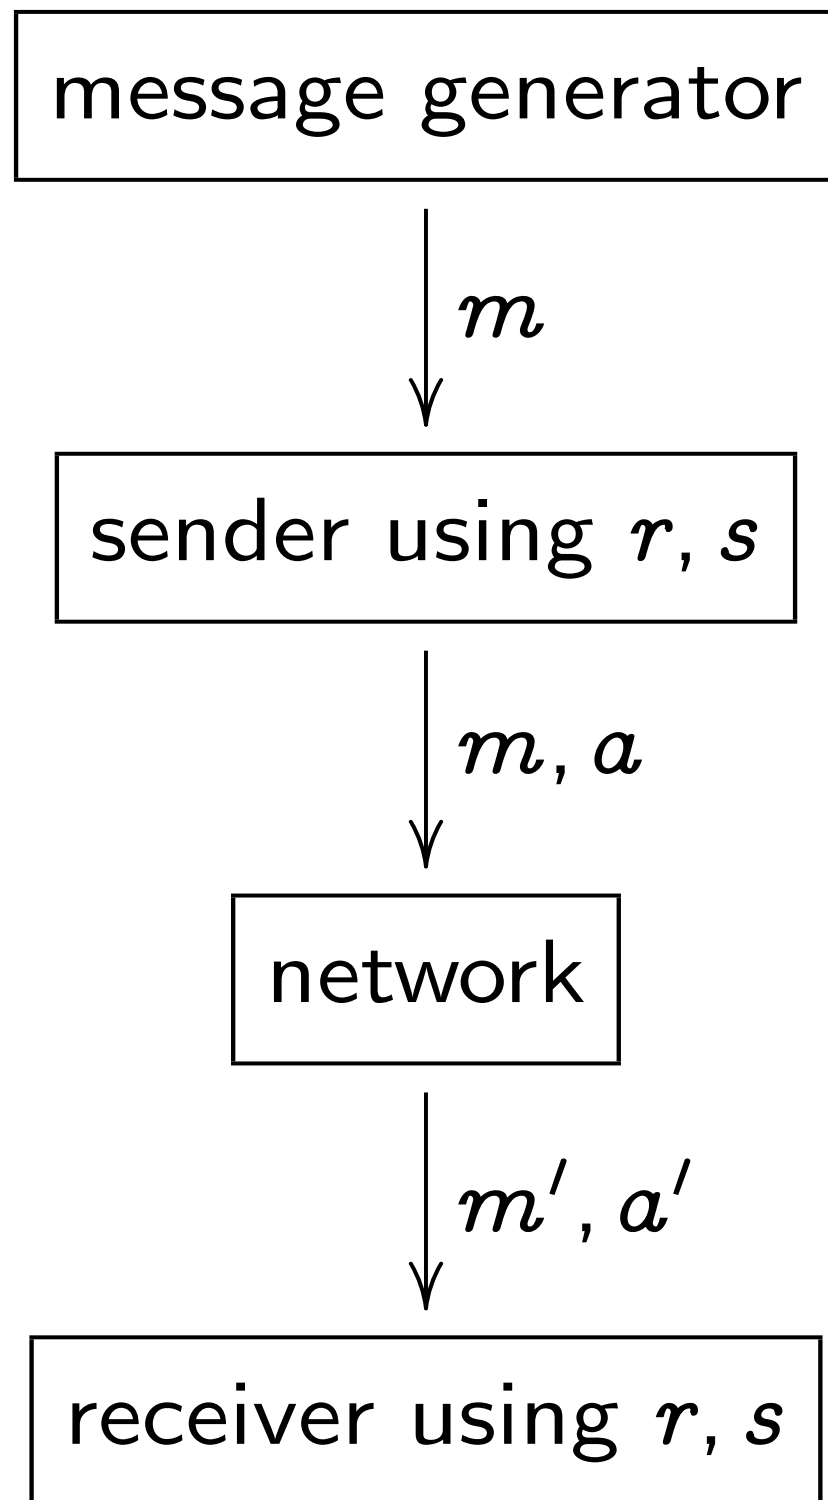 message generator
m
sender using r, s
m, a
network
m′, a′
receiver using r, s